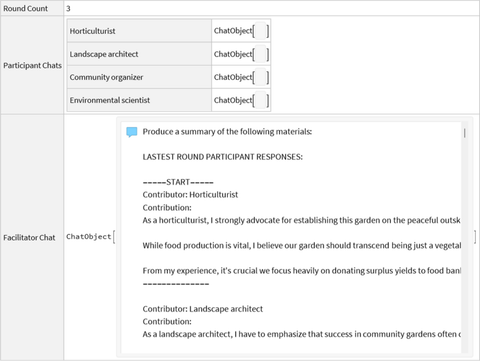 Round Count 3
Participant Chats
Horticulturist ChatObject[ ]
Landscape architect ChatObject[ ]
Community organizer ChatObject[ ]
Environmental scientist ChatObject[ ]
Facilitator Chat
ChatObject[ ]
Produce a summary of the following materials:
LASTEST ROUND PARTICIPANT RESPONSES:
-----START-----
Contributor: Horticulturist
Contribution:
As a horticulturist, I strongly advocate for establishing this garden on the peaceful outsk
While food production is vital, I believe our garden should transcend being just a vegetal
From my experience, it's crucial we focus heavily on donating surplus yields to food ban
--------------
Contributor: Landscape architect
Contribution:
As a landscape architect, I have to emphasize that success in community gardens often